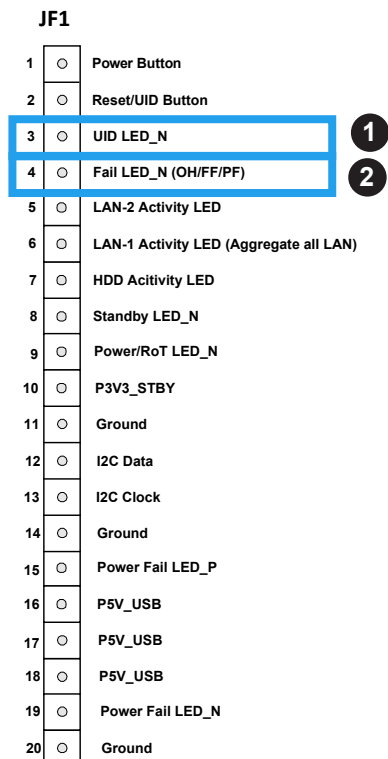 JF1
1 Power Button
2 Reset/UID Button
3 UID LED_N 1
4 Fail LED_N (OH/FF/PF) 2
5 LAN-2 Activity LED
6 LAN-1 Activity LED (Aggregate all LAN)
7 HDD Acitivity LED
8 Standby LED_N
9 Power/RoT LED_N
10 P3V3_STBY
11 Ground
12 I2C Data
13 I2C Clock
14 Ground
15 Power Fail LED_P
16 P5V_USB
17 P5V_USB
18 P5V_USB
19 Power Fail LED_N
20 Ground